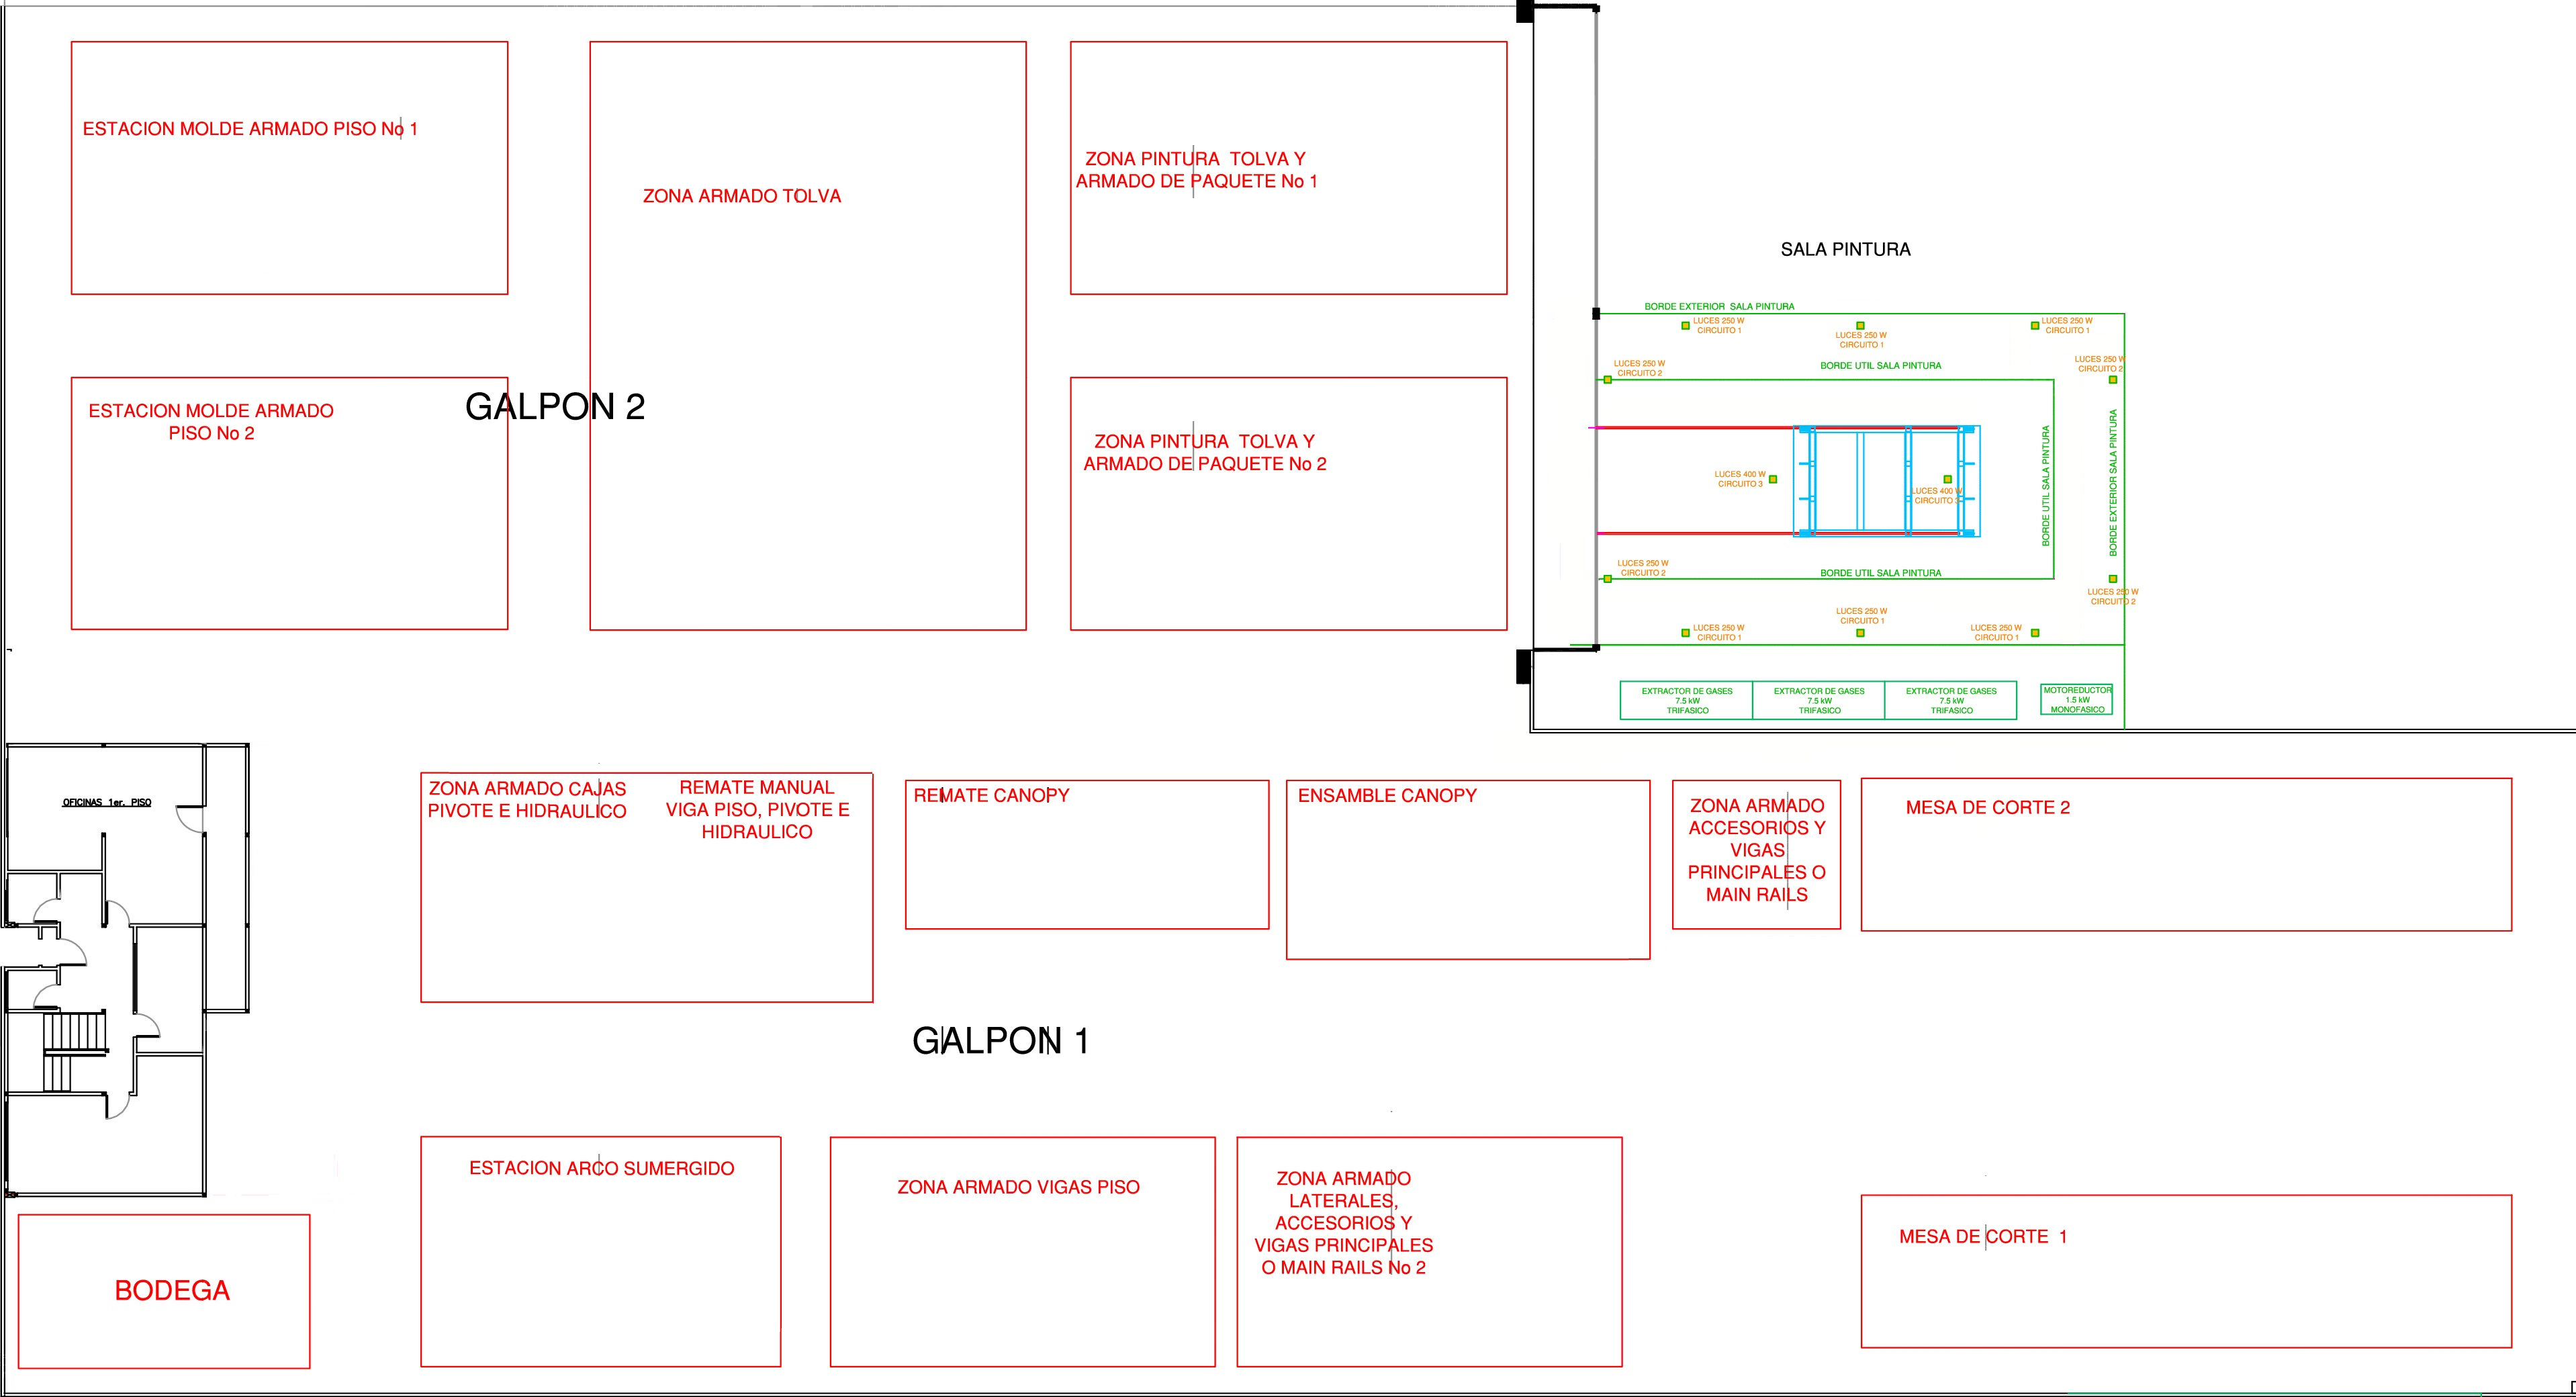 ESTACION MOLDE ARMADO PISO No 1
ZONA ARMADO TOLVA
ZONA PINTURA TOLVA Y
ARMADO DE PAQUETE No 1
ESTACION MOLDE ARMADO
PISO No 2
GALPON 2
ZONA PINTURA TOLVA Y
ARMADO DE PAQUETE No 2
SALA PINTURA
BORDE EXTERIOR SALA PINTURA
LUCES 250 W
CIRCUITO 1
LUCES 250 W
CIRCUITO 1
LUCES 250 W
CIRCUITO 1
LUCES 250 W
CIRCUITO 2
BORDE UTIL SALA PINTURA
LUCES 250 W
CIRCUITO 2
LUCES 400 W
CIRCUITO 3
LUCES 400 W
CIRCUITO
BORDE UTIL SALA PINTURA
BORDE EXTERIOR SALA PINTURA
LUCES 250 W
CIRCUITO 2
BORDE UTIL SALA PINTURA
LUCES 250 W
CIRCUITO 2
LUCES 250 W
CIRCUITO 1
LUCES 250 W
CIRCUITO 1
LUCES 250 W
CIRCUITO 1
EXTRACTOR DE GASES
7.5 kW
TRIFASICO
EXTRACTOR DE GASES
7.5 kW
TRIFASICO
EXTRACTOR DE GASES
7.5 kW
TRIFASICO
MOTOREDUCTOR
1.5 kW
MONOFASICO
OFICINAS 1er. PISO
ZONA ARMADO CAJAS
PIVOTE E HIDRAULICO
REMATE MANUAL
VIGA PISO, PIVOTE E
HIDRAULICO
REMATE CANOPY
ENSAMBLE CANOPY
ZONA ARMADO
ACCESORIOS Y
VIGAS
PRINCIPALES O
MAIN RAILS
MESA DE CORTE 2
GALPON 1
ESTACION ARCO SUMERGIDO
ZONA ARMADO VIGAS PISO
ZONA ARMADO
LATERALES,
ACCESORIOS Y
VIGAS PRINCIPALES
O MAIN RAILS No 2
MESA DE CORTE 1
BODEGA